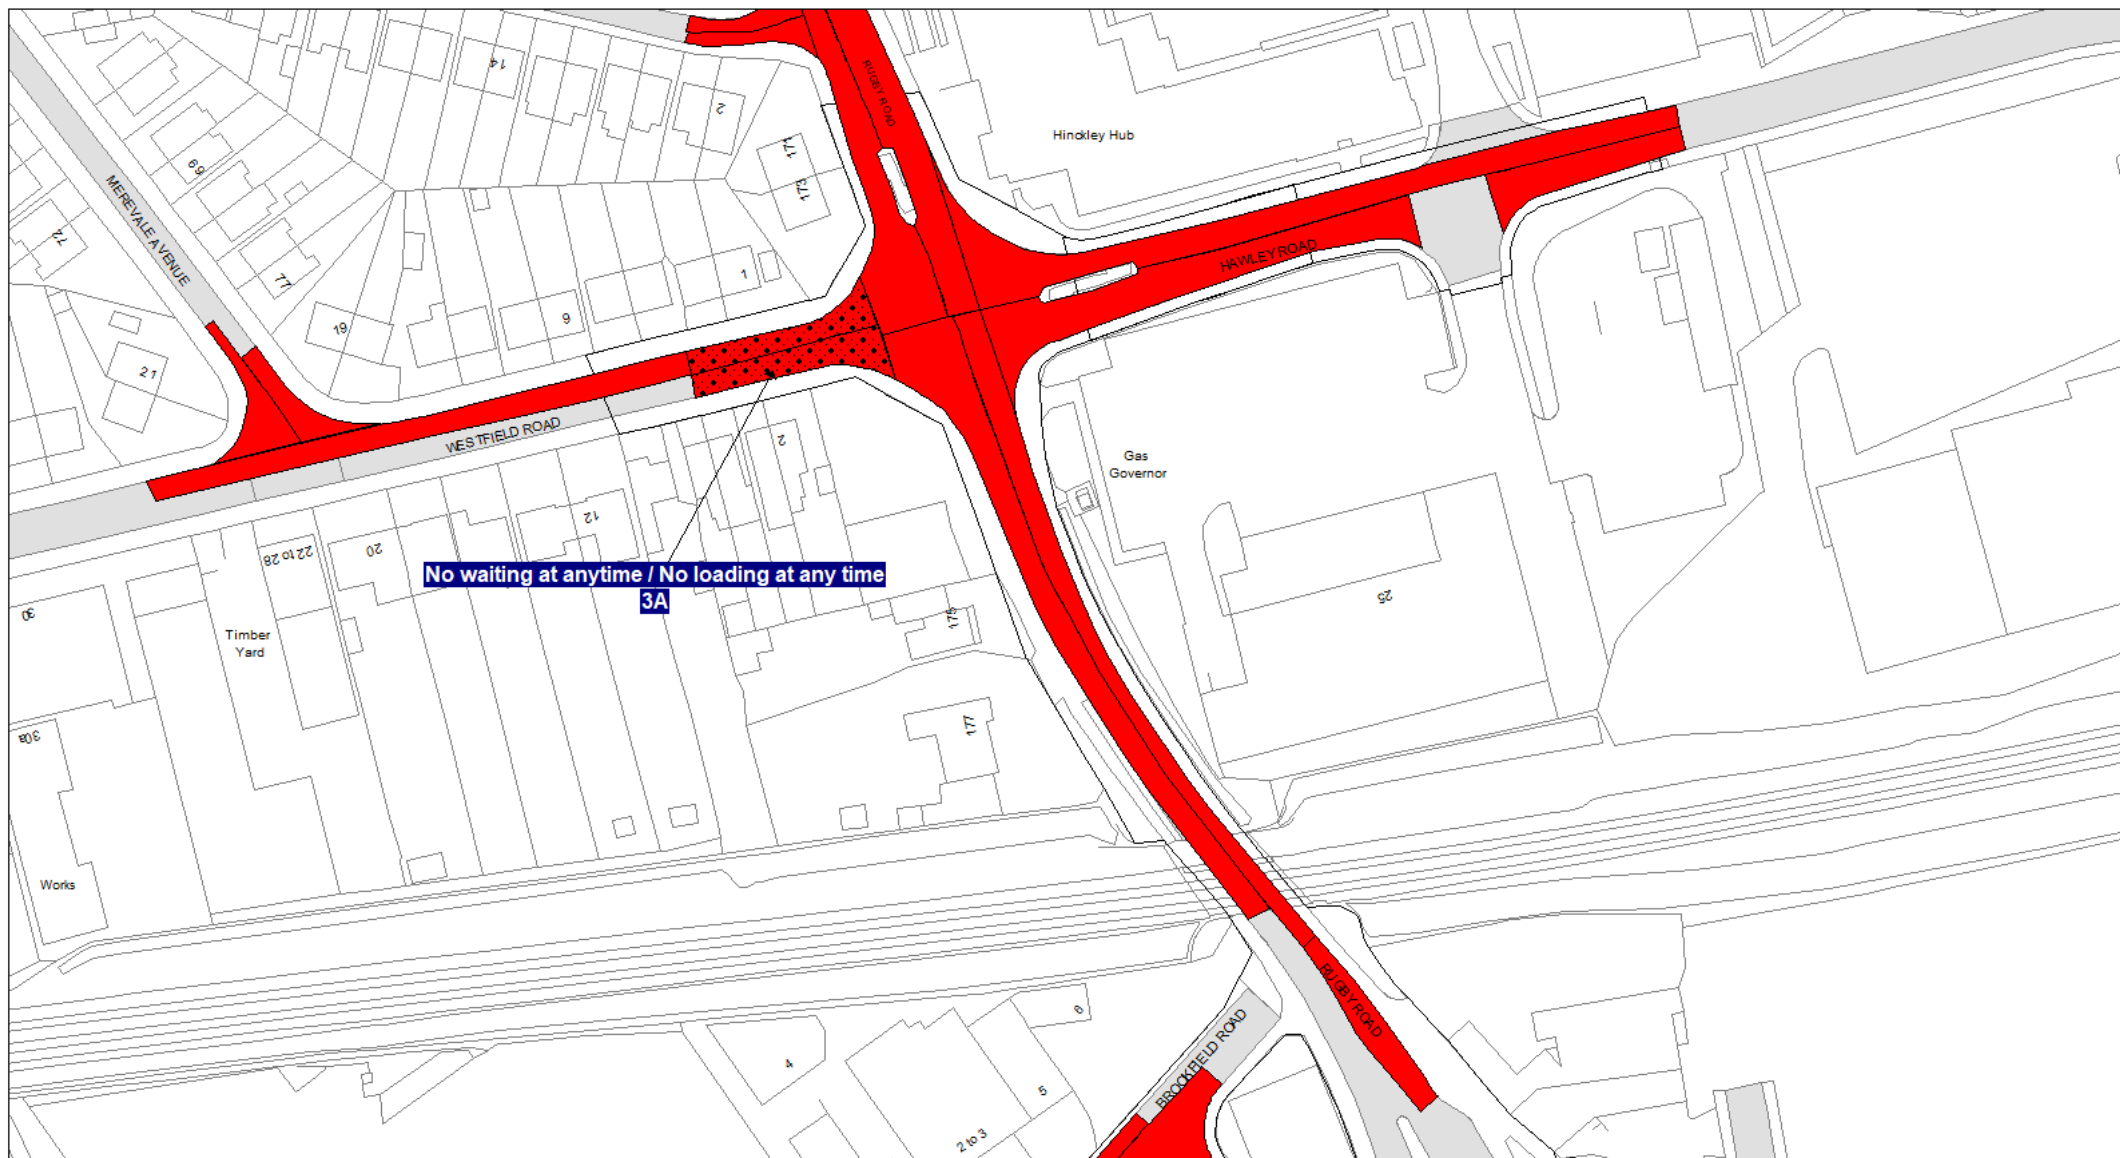 RUGBY ROAD
14
2
171
173
69
MEREVALE AVENUE
72
77
1
9
19
21
Hinckley Hub
HAWLEY ROAD
WESTFIELD ROAD
2
12
20
22 to 28
Gas
Governor
No waiting at anytime / No loading at any time
3A
25
30
Timber
Yard
175
177
30a
Works
RUGBY ROAD
BROOKFIELD ROAD
6
4
5
2 to 3